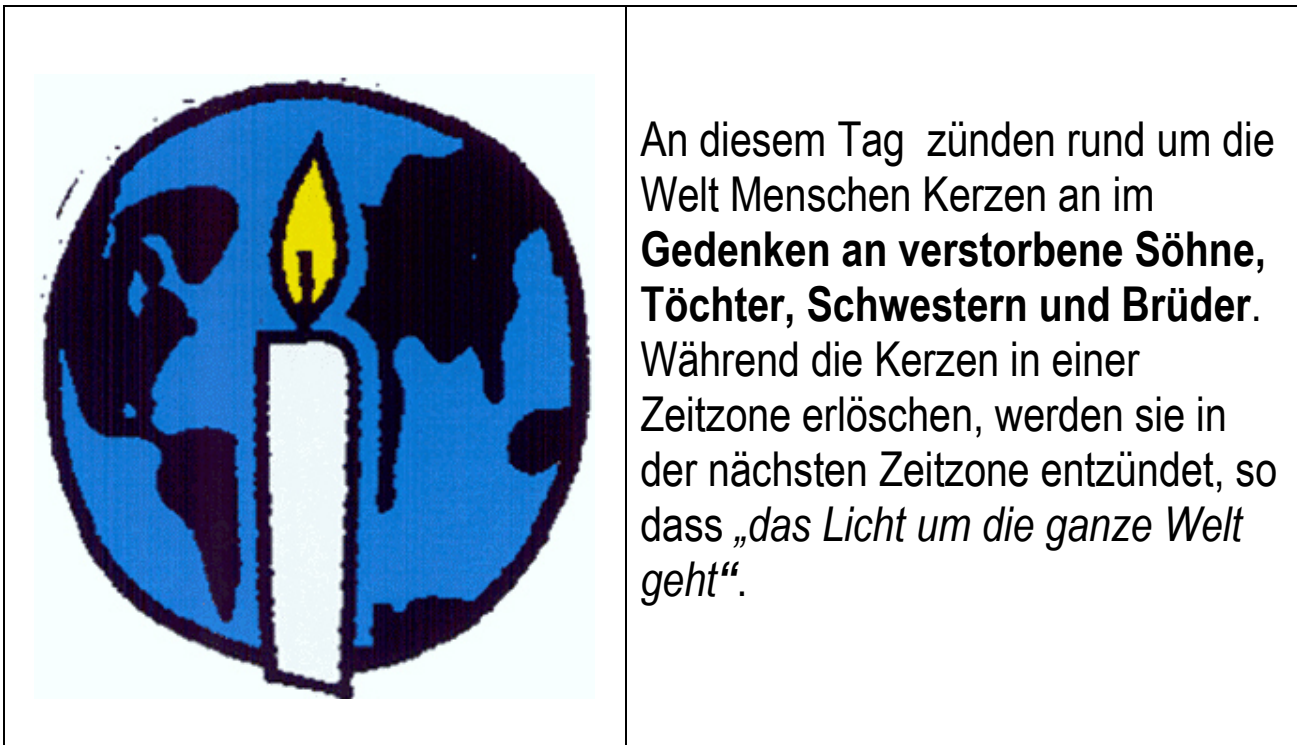 An diesem Tag  zünden rund um die
Welt Menschen Kerzen an im
Gedenken an verstorbene Söhne,
Töchter, Schwestern und Brüder.
Während die Kerzen in einer
Zeitzone erlöschen, werden sie in
der nächsten Zeitzone entzündet, so
dass „das Licht um die ganze Welt
geht“.